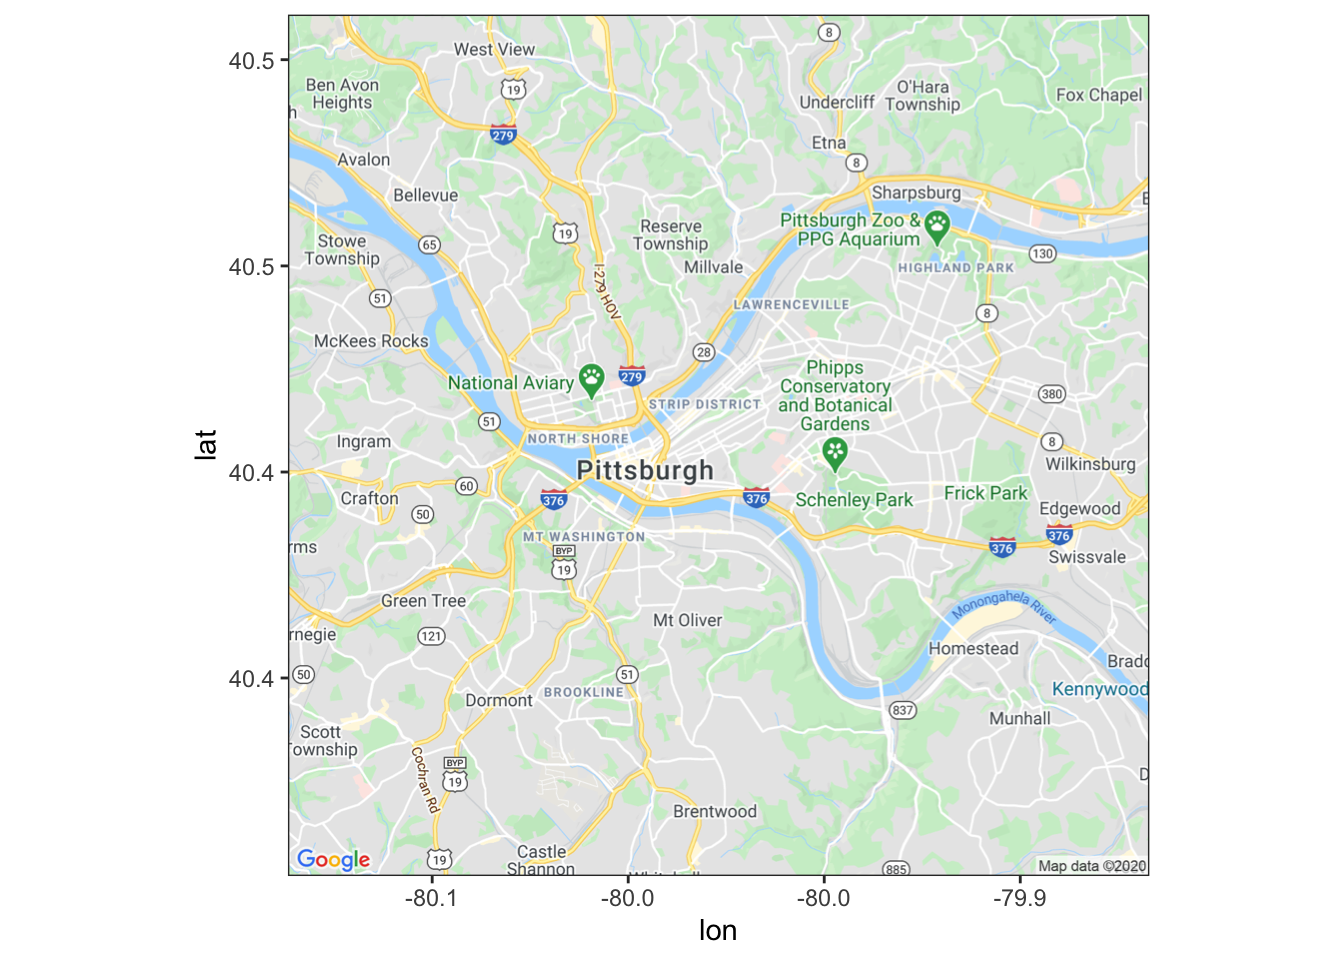 West View
8
40.5
Ben Avon
Heights
19
O'Hara
Township
Fox Chapel
Undercliff
h
279
Etna
Avalon
8
Bellevue
Sharpsburg
E
Pittsburgh Zoo &
PPG Aquarium
Reserve
Township
19
Stowe
Township
65
130
40.5
Millvale
HIGHLAND PARK
I-279 HOV
51
LAWRENCEVILLE
8
McKees Rocks
28
Phipps
Conservatory
and Botanical
Gardens
National Aviary
279
380
STRIP DISTRICT
51
NORTH SHORE
Ingram
8
lat
40.4
Pittsburgh
Wilkinsburg
60
Crafton
376
376
Schenley Park
Frick Park
50
Edgewood
MT WASHINGTON
376
376
rms
BYP
19
Swissvale
Green Tree
Monongahela River
Mt Oliver
rnegie
121
Homestead
50
51
Bradd
40.4
Kennywood
BROOKLINE
Dormont
837
Munhall
Scott
Township
Cochran Rd
BYP
19
D
Brentwood
Castle
Shannon
19
Google
885
Map data ©2020
-80.1
-80.0
-80.0
-79.9
lon